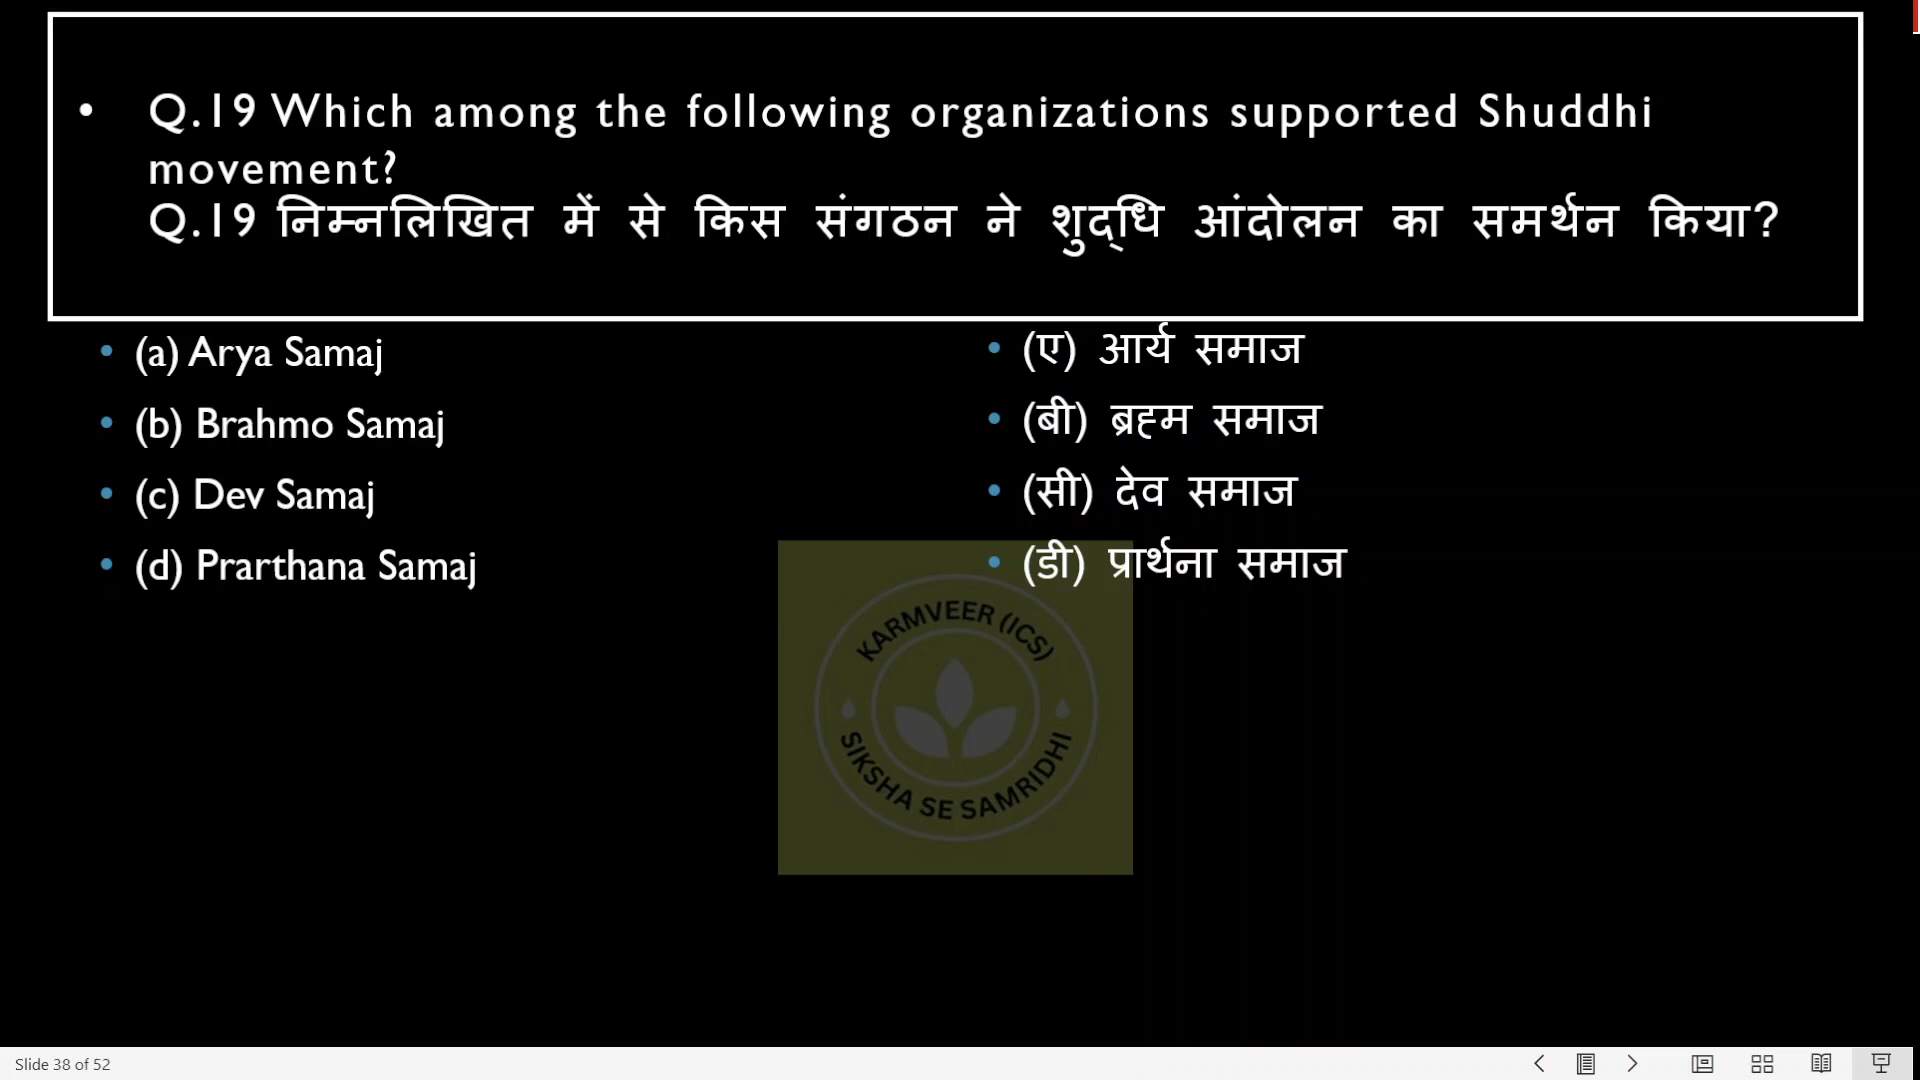 • Q.19 Which among the following organizations supported Shuddhi
movement?
Q.19 निम्नलिखित में से किस संगठन ने शुद्धि आंदोलन का समर्थन किया?
• (a) Arya Samaj
• (b) Brahmo Samaj
• (c) Dev Samaj
• (d) Prarthana Samaj
• (ए) आर्य समाज
• (बी) ब्रह्म समाज
• (सी) देव समाज
• (डी) प्रार्थना समाज
KARMVEER (ICS)
SIKSHA SE SAMRIDHI
Slide 38 of 52